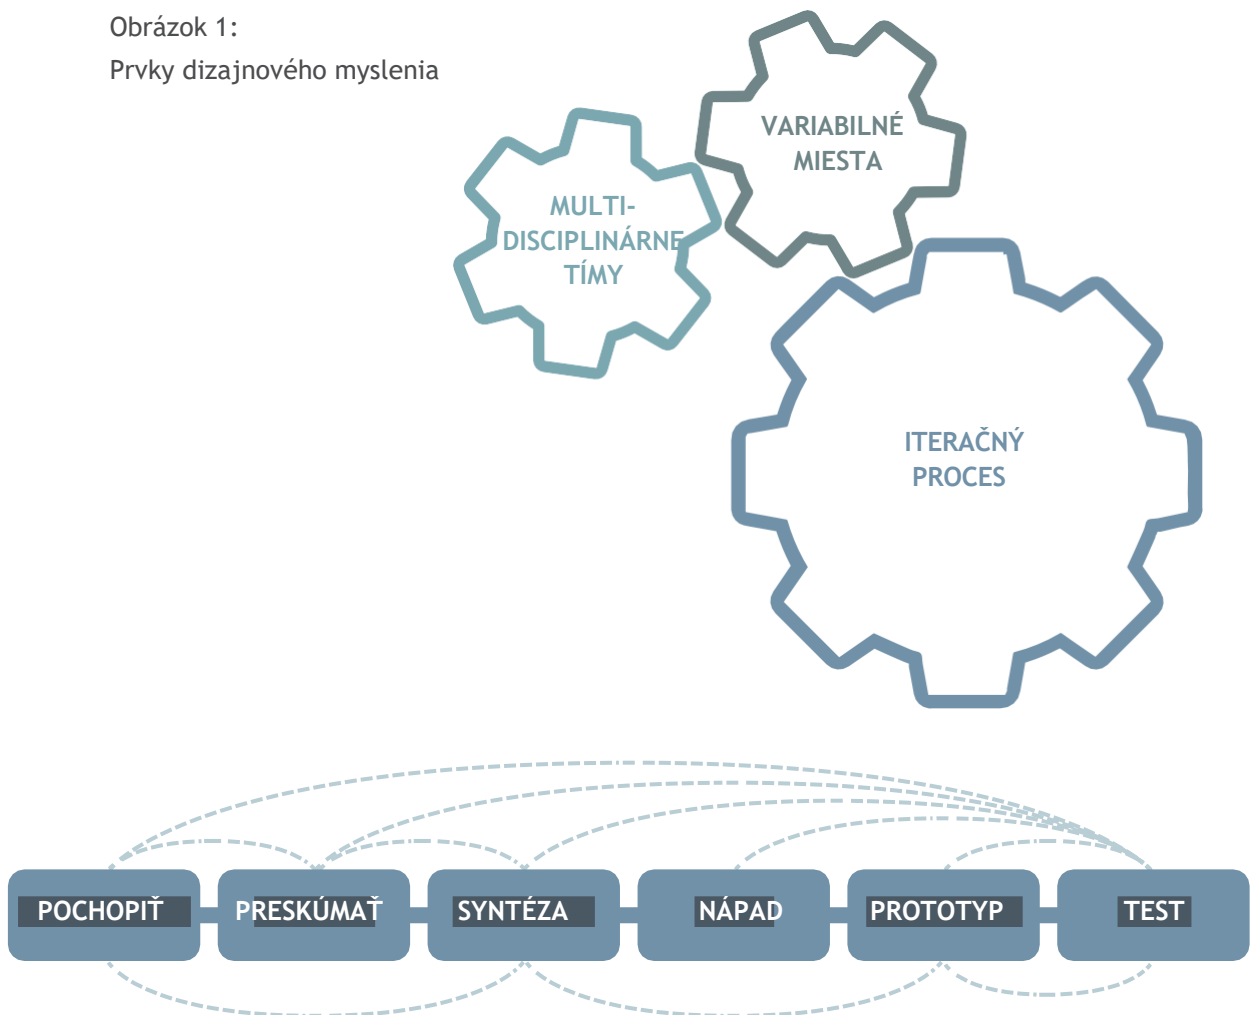 Obrázok 1:
Prvky dizajnového myslenia
VARIABILNÉ
MIESTA
MULTI-
DISCIPLINÁRNE
TÍMY
ITERAČNÝ
PROCES
POCHOPIŤ
PRESKÚMAŤ
SYNTÉZA
NÁPAD
PROTOTYP
TEST